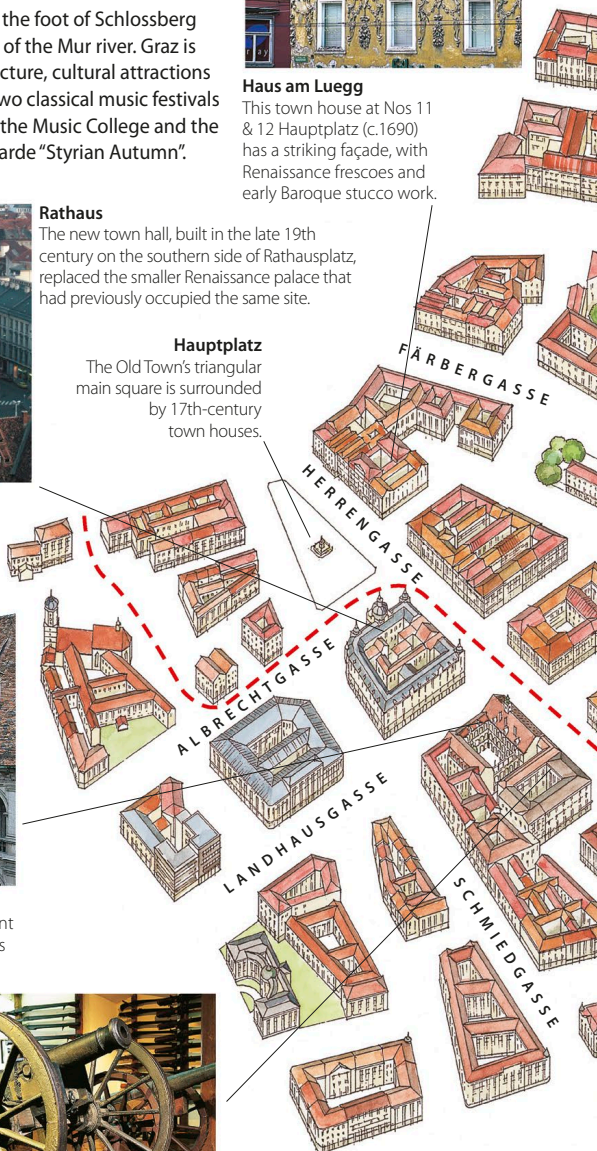 the foot of Schlossberg
of the Mur river. Graz is
cture, cultural attractions
wo classical music festivals
the Music College and the
arde “Styrian Autumn”.
Haus am Luegg
This town house at Nos 11
& 12 Hauptplatz (c.1690)
has a striking façade, with
Renaissance frescoes and
early Baroque stucco work.
Rathaus
The new town hall, built in the late 19th
century on the southern side of Rathausplatz,
replaced the smaller Renaissance palace that
had previously occupied the same site.
Hauptplatz
The Old Town’s triangular
main square is surrounded
by 17th-century
town houses.
FÄRBERGASSE
HERRENGASSE
ALBRECHTGASSE
LANDHAUSGASSE
SCHMIEDGASSE
nt
s